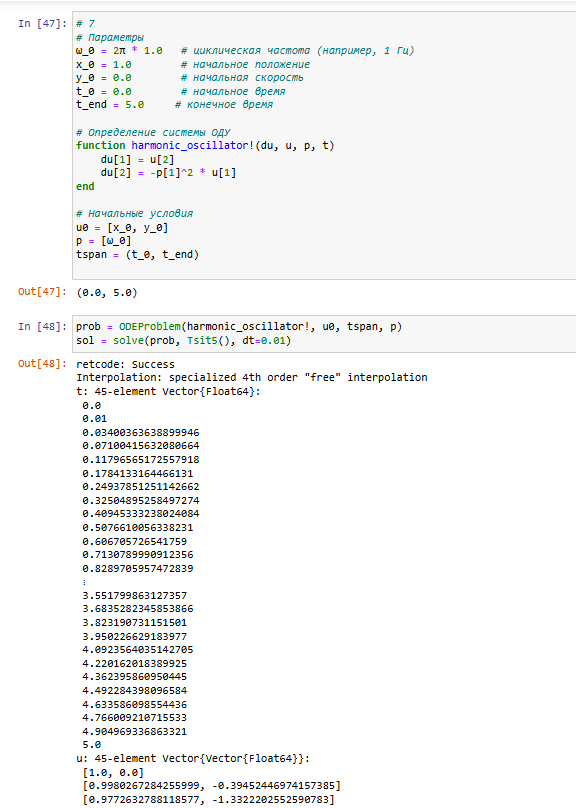 In [47]: # 7
# Параметры
ω_0 = 2π * 1.0   # циклическая частота (например, 1 Гц)
x_0 = 1.0        # начальное положение
y_0 = 0.0        # начальная скорость
t_0 = 0.0        # начальное время
t_end = 5.0     # конечное время
# Определение системы ОДУ
function harmonic_oscillator!(du, u, p, t)
    du[1] = u[2]
    du[2] = -p[1]^2 * u[1]
end
# Начальные условия
u0 = [x_0, y_0]
p = [ω_0]
tspan = (t_0, t_end)
Out[47]: (0.0, 5.0)
In [48]: prob = ODEProblem(harmonic_oscillator!, u0, tspan, p)
sol = solve(prob, Tsit5(), dt=0.01)
Out[48]: retcode: Success
Interpolation: specialized 4th order "free" interpolation
t: 45-element Vector{Float64}:
0.0
0.01
0.03400363638899946
0.07100415632080664
0.11796565172557918
0.1784133164466131
0.24937851251142662
0.32504895258497274
0.40945333238024084
0.5076610056338231
0.606705726541759
0.7130789990912356
0.8289705957472839
⋮
3.551799863127357
3.6835282345853866
3.823190731151501
3.950226629183977
4.0923564035142705
4.220162018389925
4.362395860950445
4.492284398096584
4.633586098554436
4.766009210715533
4.904969336863321
5.0
u: 45-element Vector{Vector{Float64}}:
[1.0, 0.0]
[0.9980267284255999, -0.39452446974157385]
[0.9772632788118577, -1.3322202552590783]